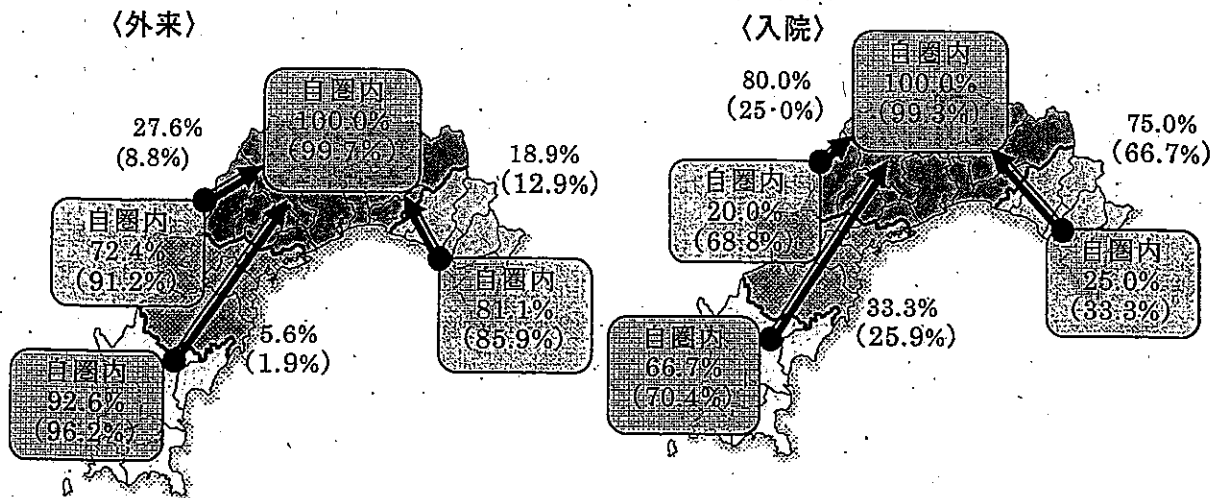 〈外来〉
自圏内
100.0%
(99.7%)
27.6%
(8.8%)
18.9%
(12.9%)
自圏内
72.4%
(91.2%)
自圏内
81.1%
(85.9%)
5.6%
(1.9%)
自圏内
92.6%
(96.2%)
〈入院〉
自圏内
100.0%
(99.3%)
80.0%
(25·0%)
75.0%
(66.7%)
自圏内
20.0%
(68.8%)
自圏内
25.0%
(33.3%)
33.3%
(25.9%)
自圏内
66.7%
(70.4%)